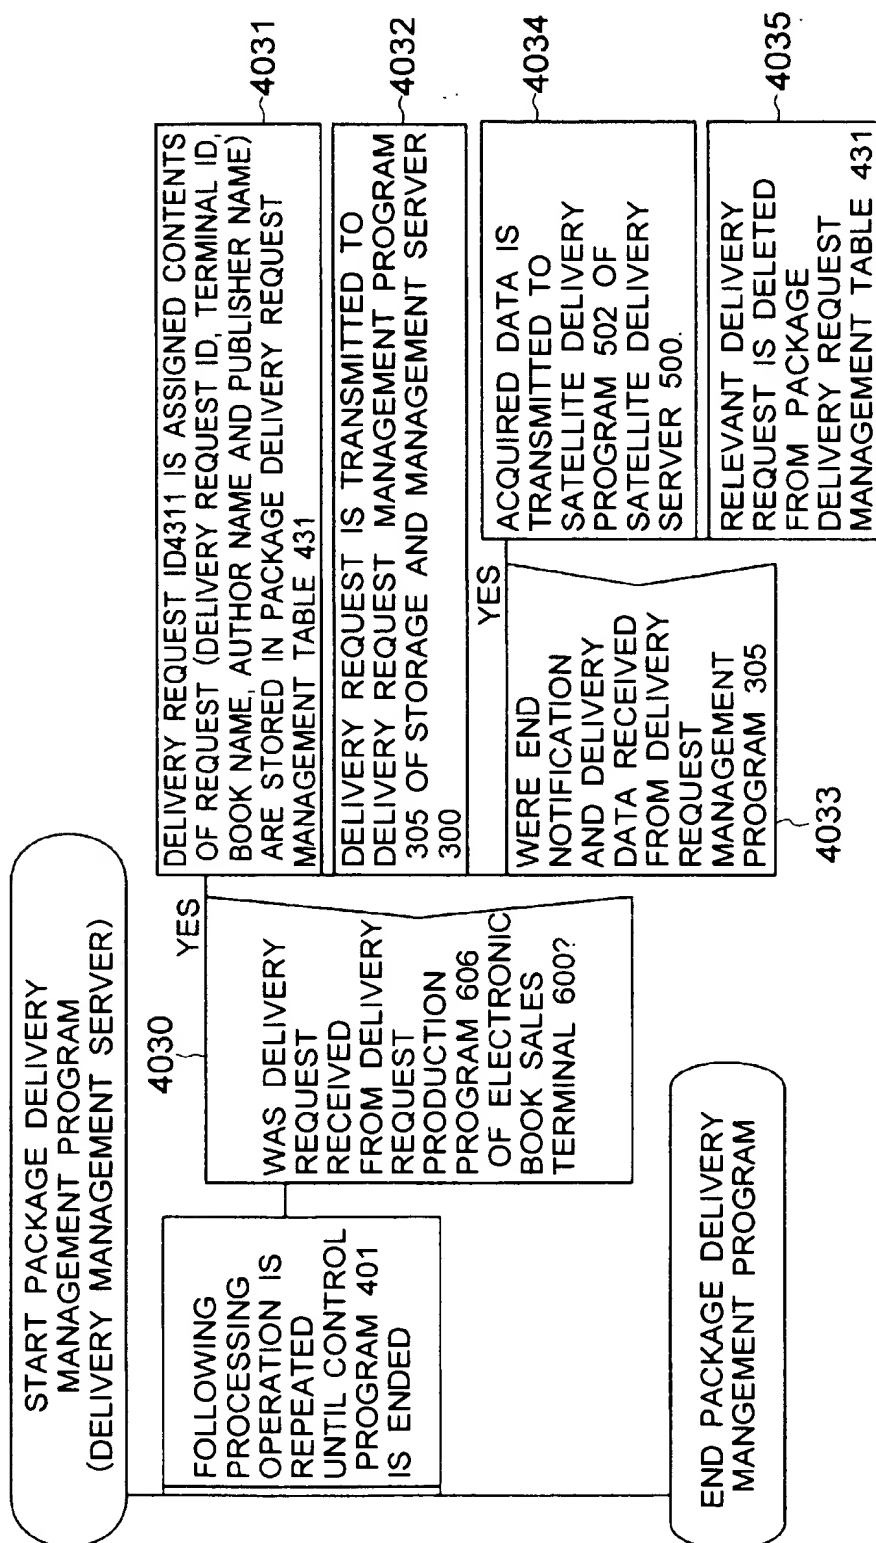 START PACKAGE DELIVERY
MANAGEMENT PROGRAM
(DELIVERY MANAGEMENT SERVER)
FOLLOWING
PROCESSING
OPERATION IS
REPEATED
UNTIL CONTROL
PROGRAM 401
IS ENDED
4030
YES
WAS DELIVERY
REQUEST
RECEIVED
FROM DELIVERY
REQUEST
PRODUCTION
PROGRAM 606
OF ELECTRONIC
BOOK SALES
TERMINAL 600?
DELIVERY REQUEST ID4311 IS ASSIGNED CONTENTS
OF REQUEST (DELIVERY REQUEST ID, TERMINAL ID,
BOOK NAME, AUTHOR NAME AND PUBLISHER NAME)
ARE STORED IN PACKAGE DELIVERY REQUEST
MANAGEMENT TABLE 431
4031
DELIVERY REQUEST IS TRANSMITTED TO
DELIVERY REQUEST MANAGEMENT PROGRAM
305 OF STORAGE AND MANAGEMENT SERVER
300
4032
YES
WERE END
NOTIFICATION
AND DELIVERY
DATA RECEIVED
FROM DELIVERY
REQUEST
MANAGEMENT
PROGRAM 305
4033
ACQUIRED DATA IS
TRANSMITTED TO
SATELLITE DELIVERY
PROGRAM 502 OF
SATELLITE DELIVERY
SERVER 500.
4034
RELEVANT DELIVERY
REQUEST IS DELETED
FROM PACKAGE
DELIVERY REQUEST
MANAGEMENT TABLE 431
4035
END PACKAGE DELIVERY
MANGEMENT PROGRAM